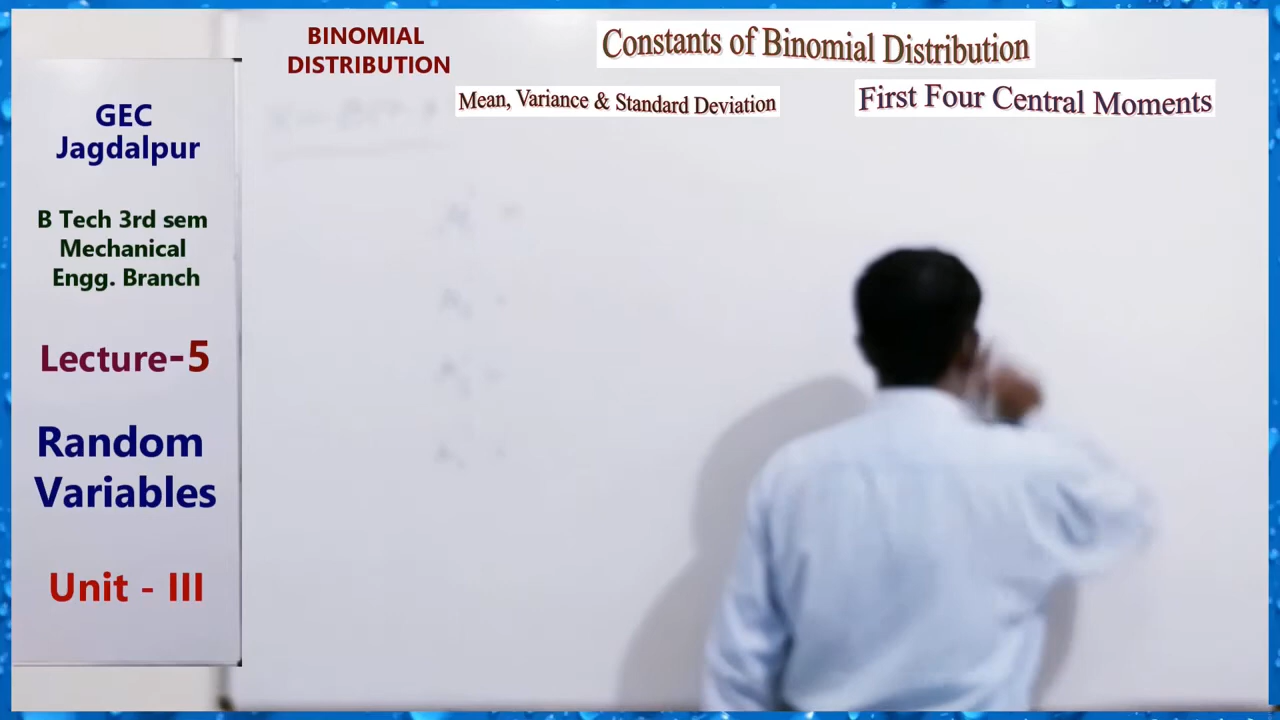 BINOMIAL
DISTRIBUTION
Constants of Binomial Distribution
Mean, Variance & Standard Deviation
First Four Central Moments
GEC
Jagdalpur
B Tech 3rd sem
Mechanical
Engg. Branch
Lecture-5
Random
Variables
Unit - III